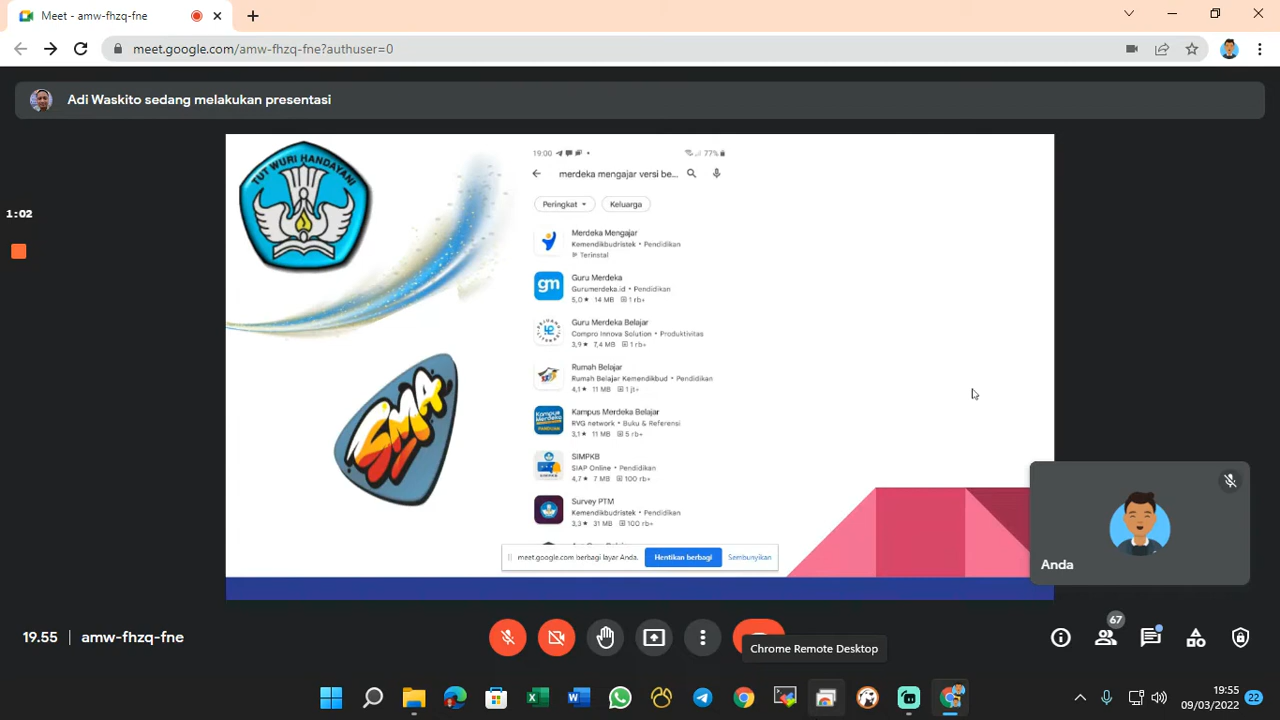 Meet - amw-fhzq-fne
meet.google.com/amw-fhzq-fne?authuser=0
Adi Waskito sedang melakukan presentasi
1:02
TUT WURI HANDAYANI
SMA
19:00 77%
merdeka mengajar versi be...
Peringkat Keluarga
Merdeka Mengajar
Kemendikbudristek • Pendidikan
Terinstal
gm
Guru Merdeka
Gurumerdeka.id • Pendidikan
5,0★ 14 MB 1 rb+
Guru Merdeka Belajar
Compro Innova Solution • Produktivitas
3,9★ 7,4 MB 1 rb+
Rumah Belajar
Rumah Belajar Kemendikbud • Pendidikan
4,1★ 11 MB 1 jt+
Kampus Merdeka Belajar
RVG network • Buku & Referensi
3,1★ 11 MB 5 rb+
SIMPKB
SIAP Online • Pendidikan
4,7★ 7 MB 100 rb+
Survey PTM
Kemendikbudristek • Pendidikan
3,3★ 31 MB 100 rb+
meet.google.com berbagi layar Anda. Hentikan berbagi Sembunyikan
Anda
19.55 | amw-fhzq-fne
67
Chrome Remote Desktop
19:55
09/03/2022
22